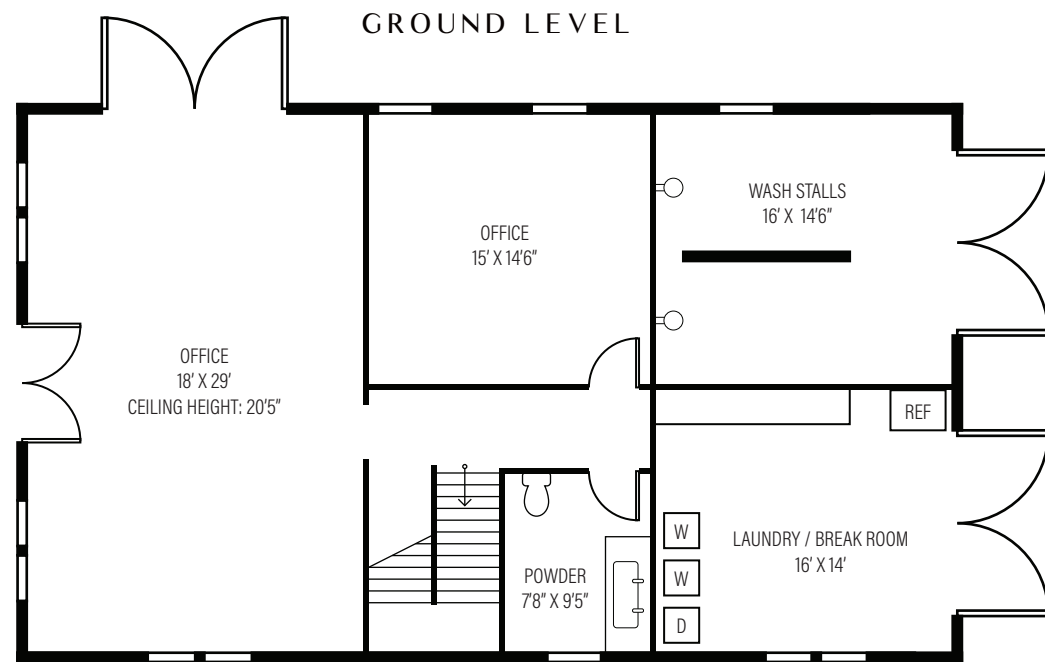 GROUND LEVEL
OFFICE
18' X 29'
CEILING HEIGHT: 20'5"
OFFICE
15' X 14'6"
WASH STALLS
16' X 14'6"
REF
LAUNDRY / BREAK ROOM
16' X 14'
W
W
D
POWDER
7'8" X 9'5"